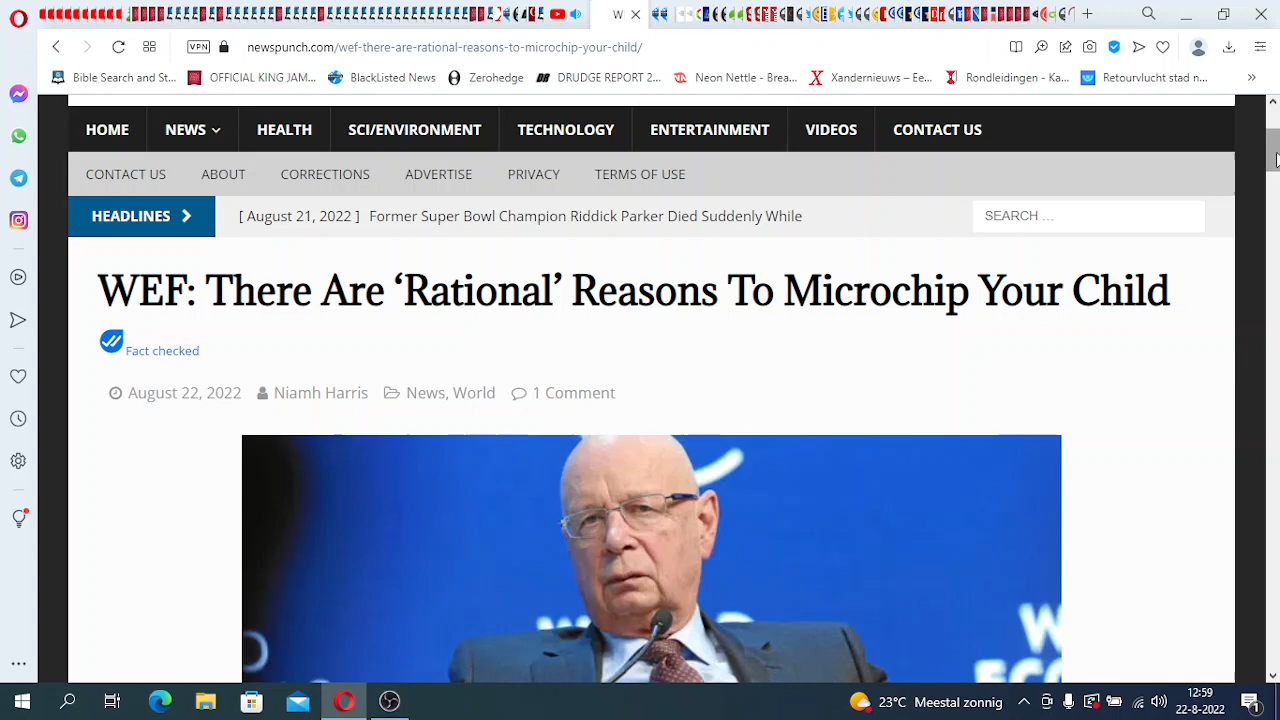 VPN
newspunch.com/wef-there-are-rational-reasons-to-microchip-your-child/
Bible Search and St...
OFFICIAL KING JAM...
BlackListed News
ZeroHedge
DRUDGE REPORT 2...
Neon Nettle - Brea...
Xandernieuws – Ee...
Rondleidingen - Ka...
Retourvlucht stad n...
»
HOME
NEWS
HEALTH
SCI/ENVIRONMENT
TECHNOLOGY
ENTERTAINMENT
VIDEOS
CONTACT US
CONTACT US
ABOUT
CORRECTIONS
ADVERTISE
PRIVACY
TERMS OF USE
HEADLINES
[ August 21, 2022 ] Former Super Bowl Champion Riddick Parker Died Suddenly While
SEARCH …
WEF: There Are ‘Rational’ Reasons To Microchip Your Child
Fact checked
August 22, 2022
Niamh Harris
News, World
1 Comment
23°C Meestal zonnig
12:59
22-8-2022